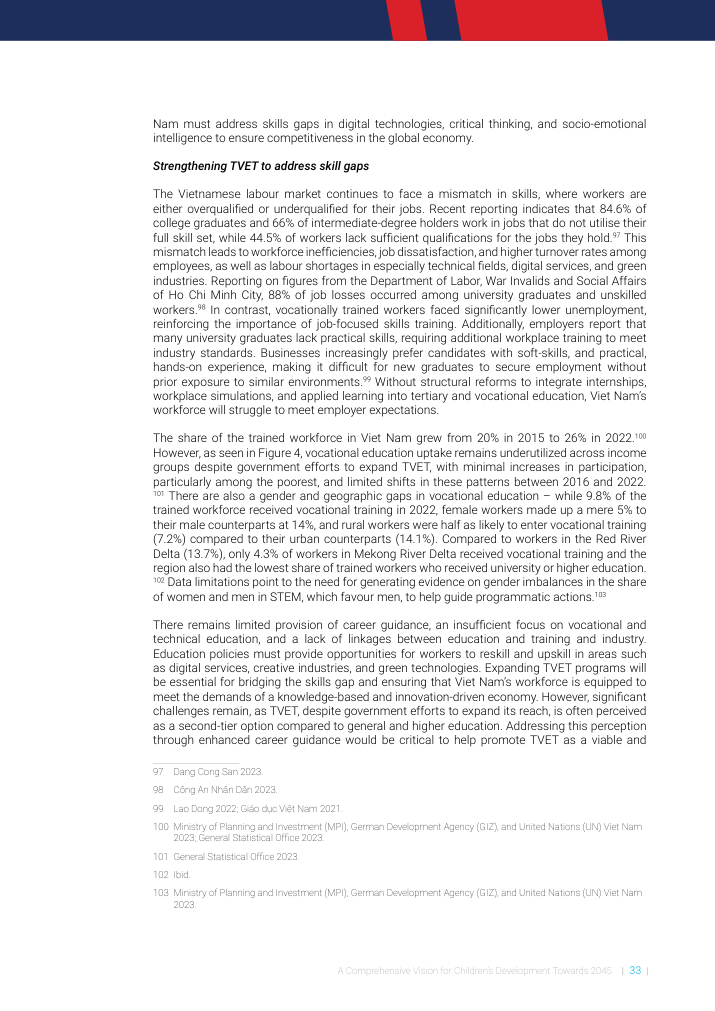 Nam must address skills gaps in digital technologies, critical thinking, and socio-emotional
intelligence to ensure competitiveness in the global economy.
Strengthening TVET to address skill gaps
The Vietnamese labour market continues to face a mismatch in skills, where workers are
either overqualified or underqualified for their jobs. Recent reporting indicates that 84.6% of
college graduates and 66% of intermediate-degree holders work in jobs that do not utilise their
full skill set, while 44.5% of workers lack sufficient qualifications for the jobs they hold.97 This
mismatch leads to workforce inefficiencies, job dissatisfaction, and higher turnover rates among
employees, as well as labour shortages in especially technical fields, digital services, and green
industries. Reporting on figures from the Department of Labor, War Invalids and Social Affairs
of Ho Chi Minh City, 88% of job losses occurred among university graduates and unskilled
workers.98 In contrast, vocationally trained workers faced significantly lower unemployment,
reinforcing the importance of job-focused skills training. Additionally, employers report that
many university graduates lack practical skills, requiring additional workplace training to meet
industry standards. Businesses increasingly prefer candidates with soft-skills, and practical,
hands-on experience, making it difficult for new graduates to secure employment without
prior exposure to similar environments.99 Without structural reforms to integrate internships,
workplace simulations, and applied learning into tertiary and vocational education, Viet Nam's
workforce will struggle to meet employer expectations.
The share of the trained workforce in Viet Nam grew from 20% in 2015 to 26% in 2022.100
However, as seen in Figure 4, vocational education uptake remains underutilized across income
groups despite government efforts to expand TVET, with minimal increases in participation,
particularly among the poorest, and limited shifts in these patterns between 2016 and 2022.
101 There are also a gender and geographic gaps in vocational education – while 9.8% of the
trained workforce received vocational training in 2022, female workers made up a mere 5% to
their male counterparts at 14%, and rural workers were half as likely to enter vocational training
(7.2%) compared to their urban counterparts (14.1%). Compared to workers in the Red River
Delta (13.7%), only 4.3% of workers in Mekong River Delta received vocational training and the
region also had the lowest share of trained workers who received university or higher education.
102 Data limitations point to the need for generating evidence on gender imbalances in the share
of women and men in STEM, which favour men, to help guide programmatic actions.103
There remains limited provision of career guidance, an insufficient focus on vocational and
technical education, and a lack of linkages between education and training and industry.
Education policies must provide opportunities for workers to reskill and upskill in areas such
as digital services, creative industries, and green technologies. Expanding TVET programs will
be essential for bridging the skills gap and ensuring that Viet Nam's workforce is equipped to
meet the demands of a knowledge-based and innovation-driven economy. However, significant
challenges remain, as TVET, despite government efforts to expand its reach, is often perceived
as a second-tier option compared to general and higher education. Addressing this perception
through enhanced career guidance would be critical to help promote TVET as a viable and
97 Dang Cong San 2023.
98 Công An Nhân Dân 2023.
99 Lao Dong 2022; Giáo dục Việt Nam 2021.
100 Ministry of Planning and Investment (MPI), German Development Agency (GIZ), and United Nations (UN) Viet Nam
2023; General Statistical Office 2023.
101 General Statistical Office 2023.
102 Ibid.
103 Ministry of Planning and Investment (MPI), German Development Agency (GIZ), and United Nations (UN) Viet Nam
2023.
A Comprehensive Vision for Children's Development Towards 2045 | 33 |